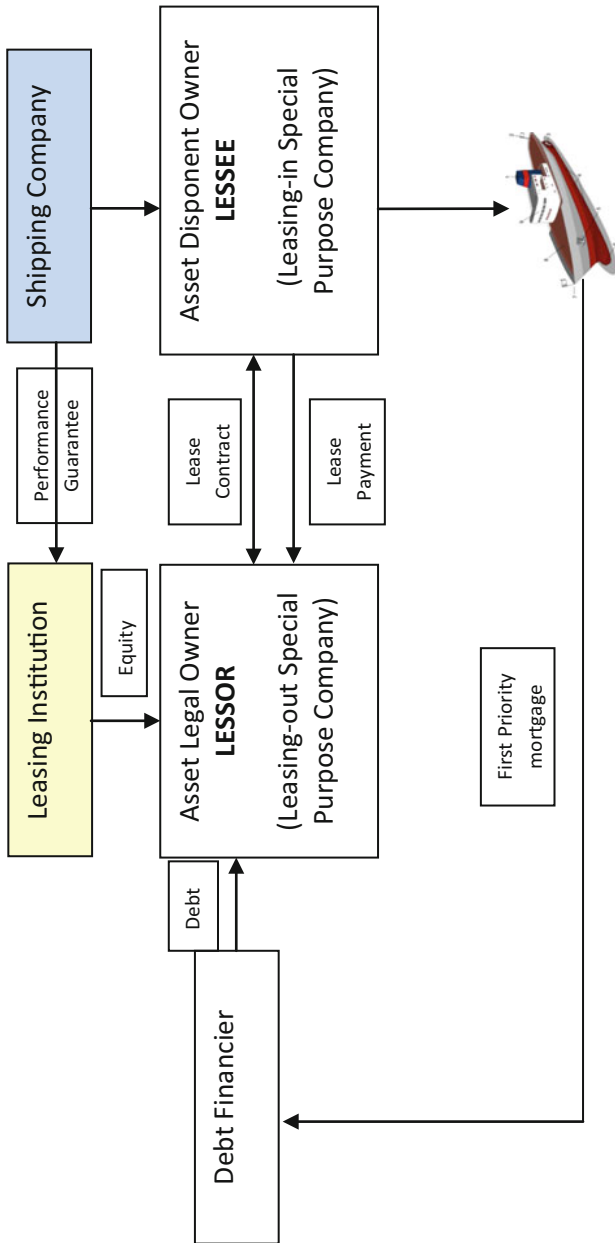 Leasing Institution
Performance
Guarantee
Shipping Company
Equity
Debt Financier
Debt
Asset Legal Owner
LESSOR
(Leasing-out Special
Purpose Company)
Lease
Contract
Lease
Payment
Asset Disponent Owner
LESSEE
(Leasing-in Special
Purpose Company)
First Priority
mortgage